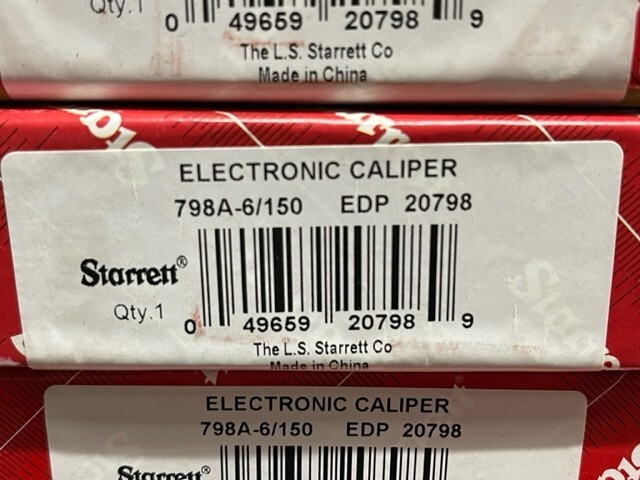 Qty.1
0 49659 20798 9
The L.S. Starrett Co
Made in China
ELECTRONIC CALIPER
798A-6/150 EDP 20798
Starrett®
Qty.1
0 49659 20798 9
The L.S. Starrett Co
Made in China
ELECTRONIC CALIPER
798A-6/150 EDP 20798
Starrett®